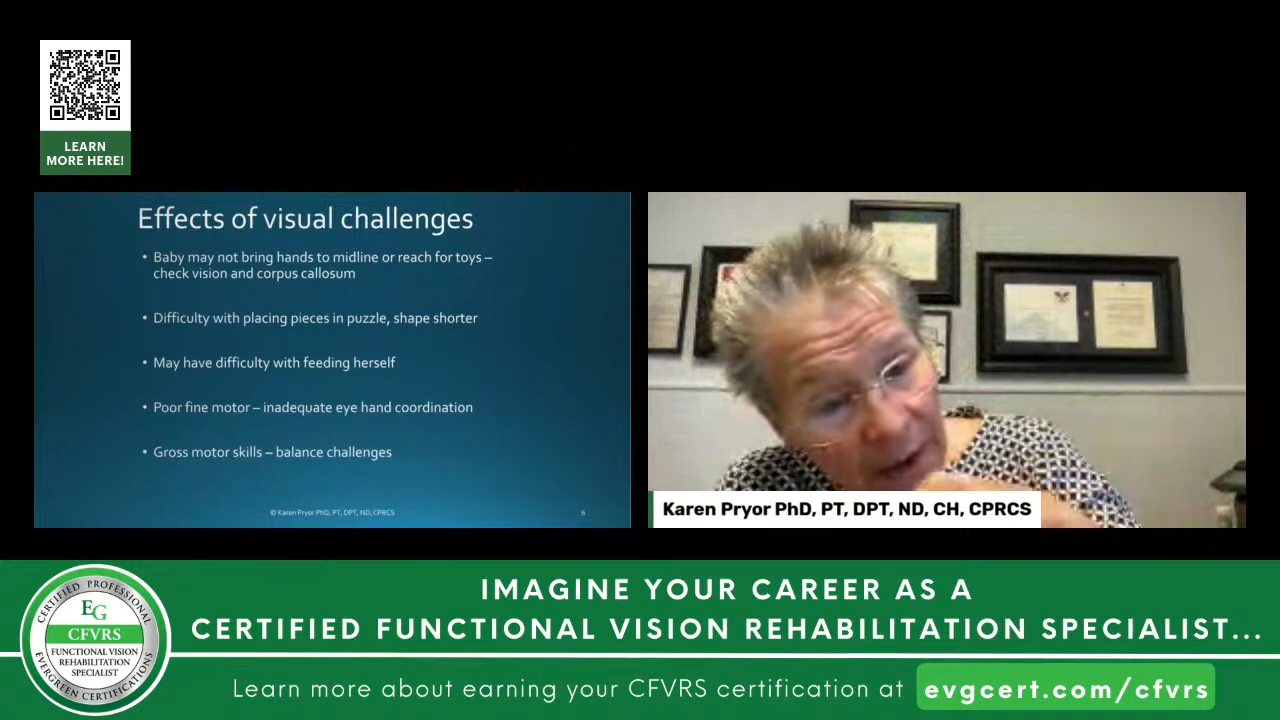 LEARN
MORE HERE!
Effects of visual challenges
• Baby may not bring hands to midline or reach for toys –
check vision and corpus callosum
• Difficulty with placing pieces in puzzle, shape shorter
• May have difficulty with feeding herself
• Poor fine motor – inadequate eye hand coordination
• Gross motor skills – balance challenges
© Karen Pryor PhD, PT, DPT, ND, CPRCS
6
Karen Pryor PhD, PT, DPT, ND, CH, CPRCS
IMAGINE YOUR CAREER AS A
CERTIFIED FUNCTIONAL VISION REHABILITATION SPECIALIST...
Learn more about earning your CFVRS certification at evgcert.com/cfvrs
CERTIFIED PROFESSIONAL
EG
CFVRS
FUNCTIONAL VISION
REHABILITATION
SPECIALIST
EVERGREEN CERTIFICATIONS